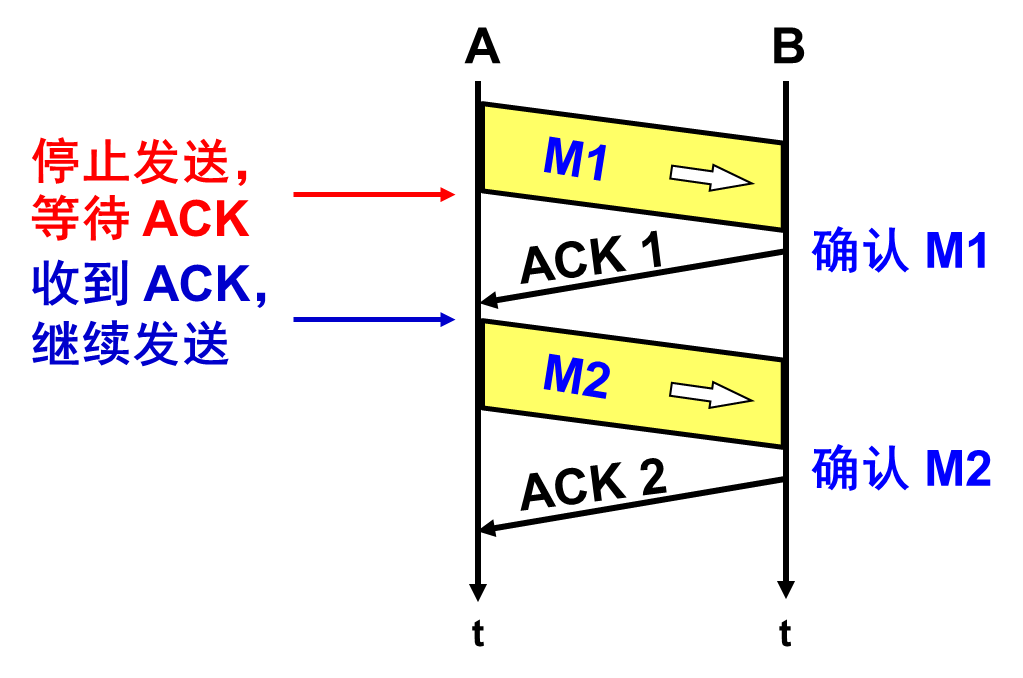 A
B
停止发送，
等待 ACK
M1
ACK 1
确认 M1
收到 ACK，
继续发送
M2
ACK 2
确认 M2
t
t